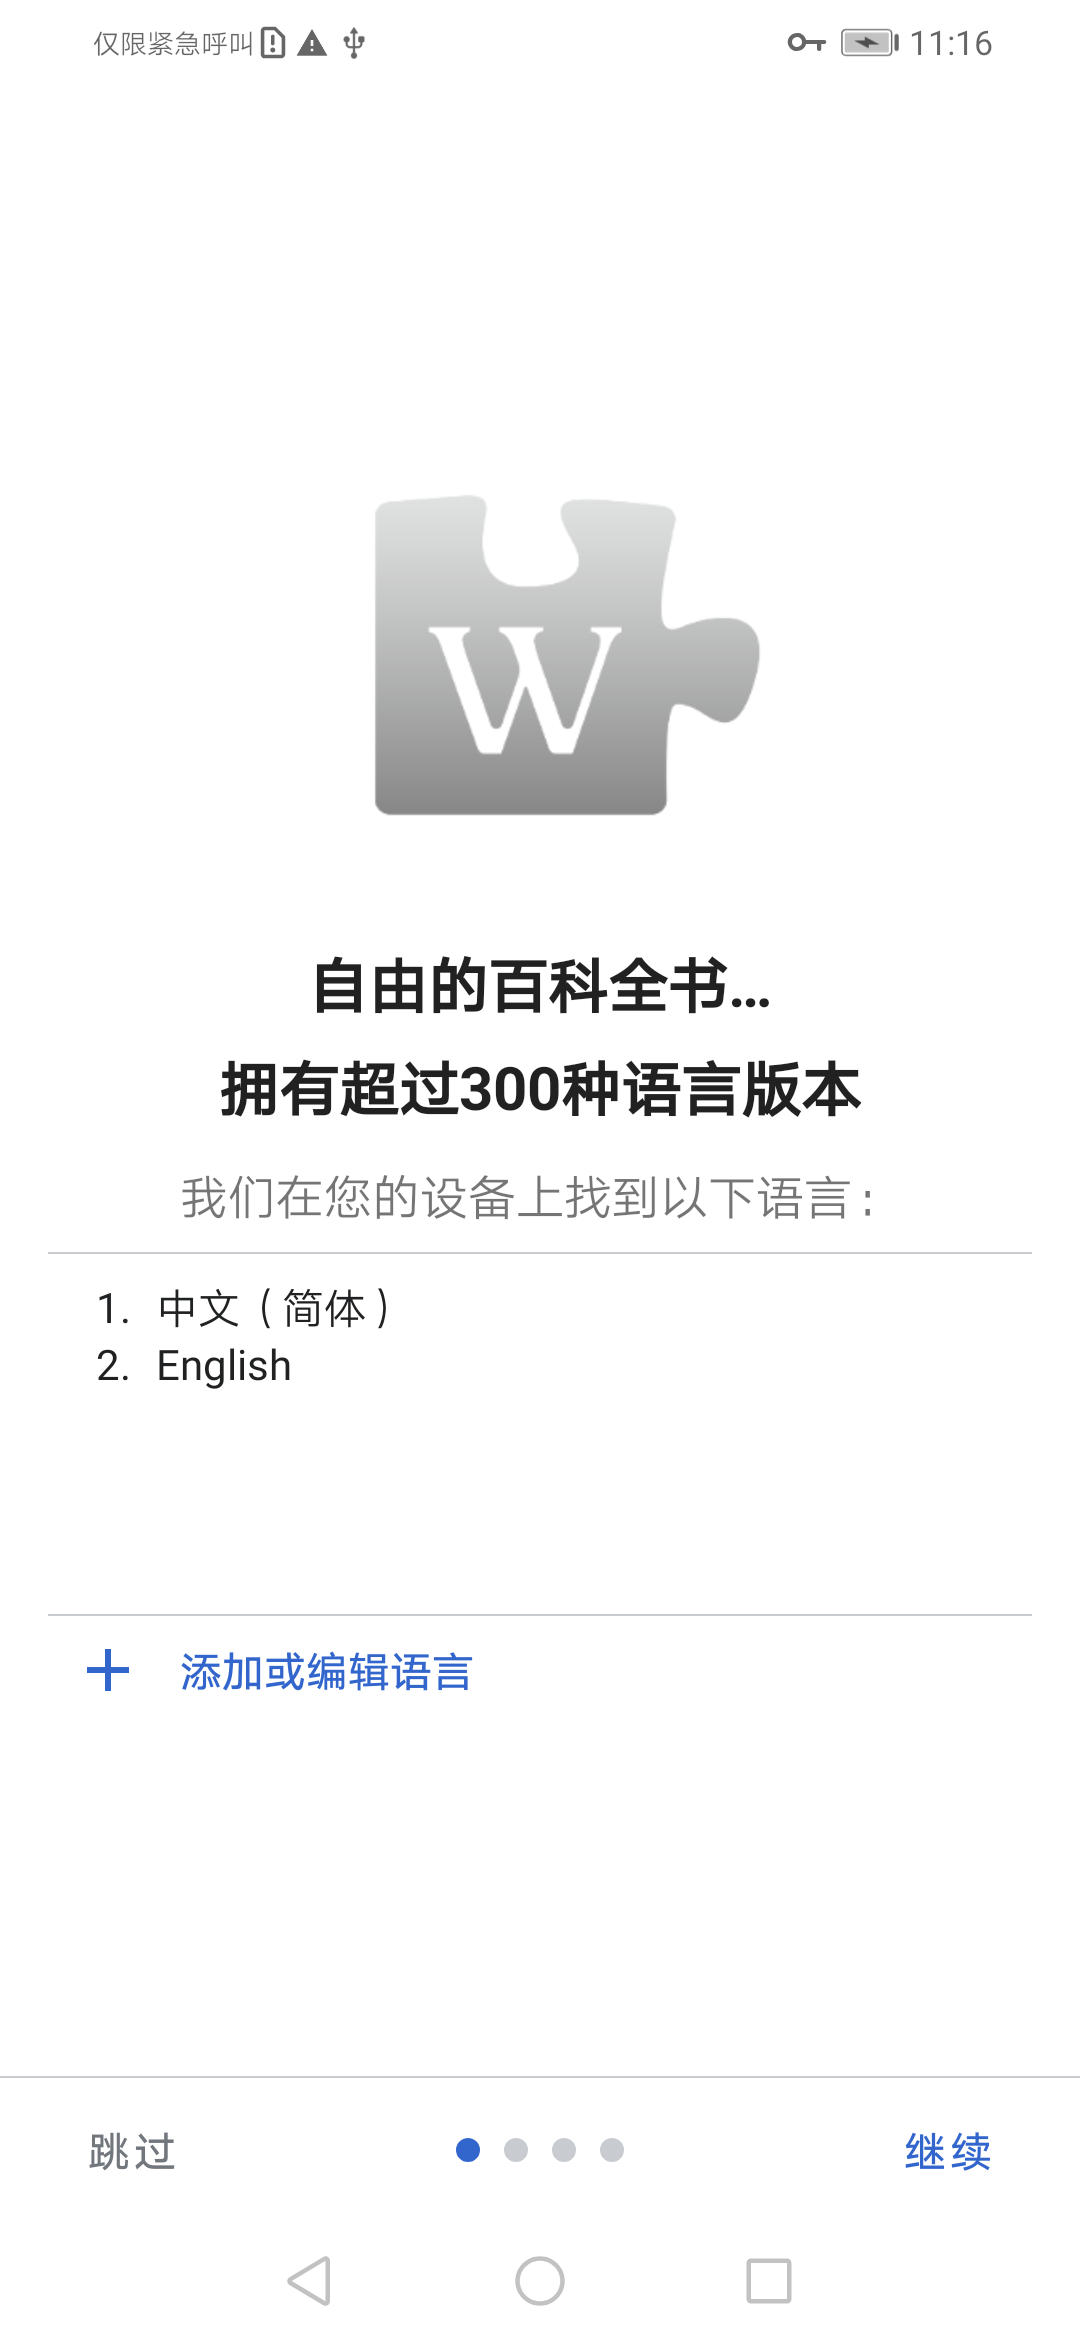 仅限紧急呼叫 11:16
W
自由的百科全书...
拥有超过300种语言版本
我们在您的设备上找到以下语言：
1. 中文（简体）
2. English
添加或编辑语言
跳过 继续